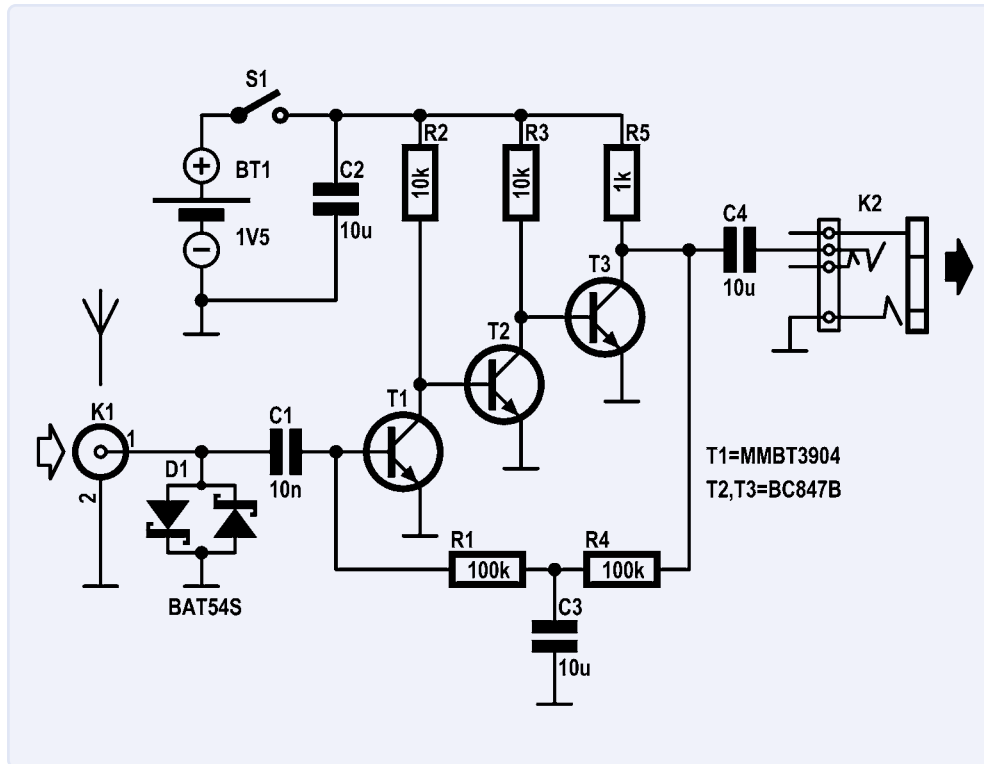 S1
R2
R3
R5
+
BT1
C2
10k
10k
1k
C4
K2
1V5
10u
−
10u
T3
T2
K1
C1
T1
1
D1
10n
2
T1=MMBT3904
T2,T3=BC847B
R1
R4
100k
100k
BAT54S
C3
10u